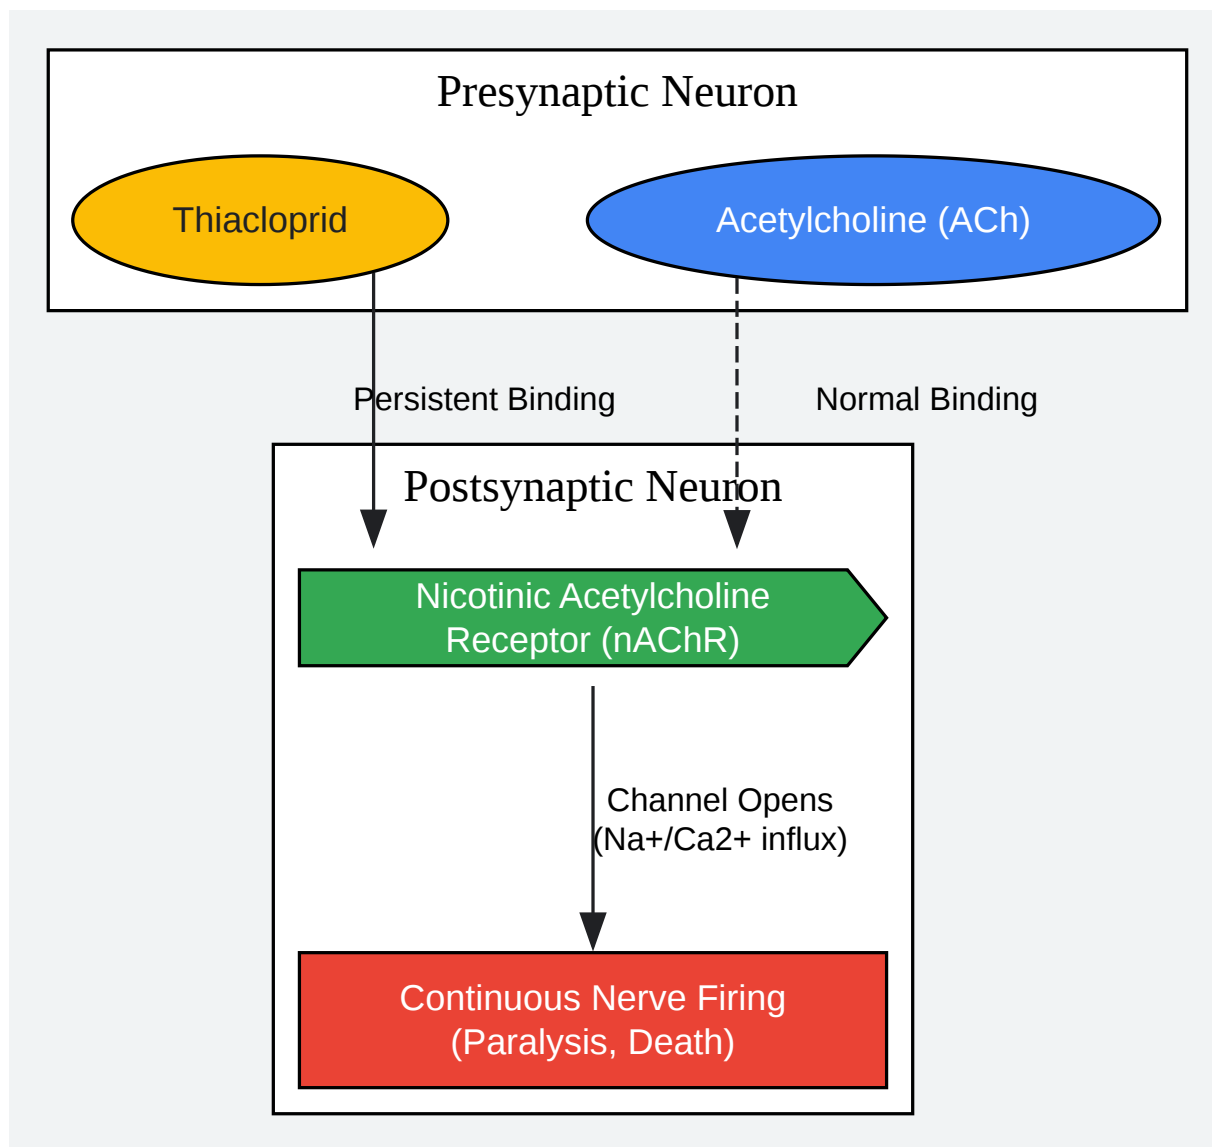 Presynaptic Neuron
Thiacloprid
Acetylcholine (ACh)
Persistent Binding
Normal Binding
Postsynaptic Neuron
Nicotinic Acetylcholine
Receptor (nAChR)
Channel Opens
(Na+/Ca2+ influx)
Continuous Nerve Firing
(Paralysis, Death)